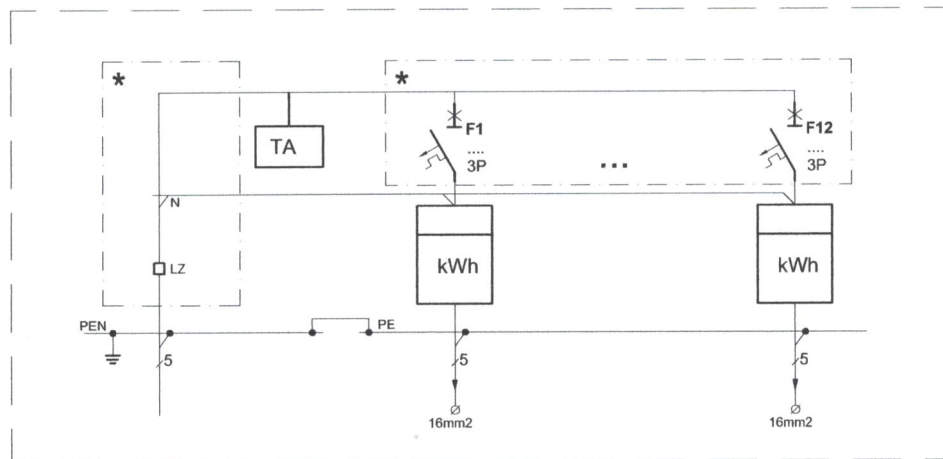 *
*
F1
....
3P
F12
....
3P
TA
...
N
kWh
kWh
LZ
PEN
PE
5
5
5
16mm2
16mm2